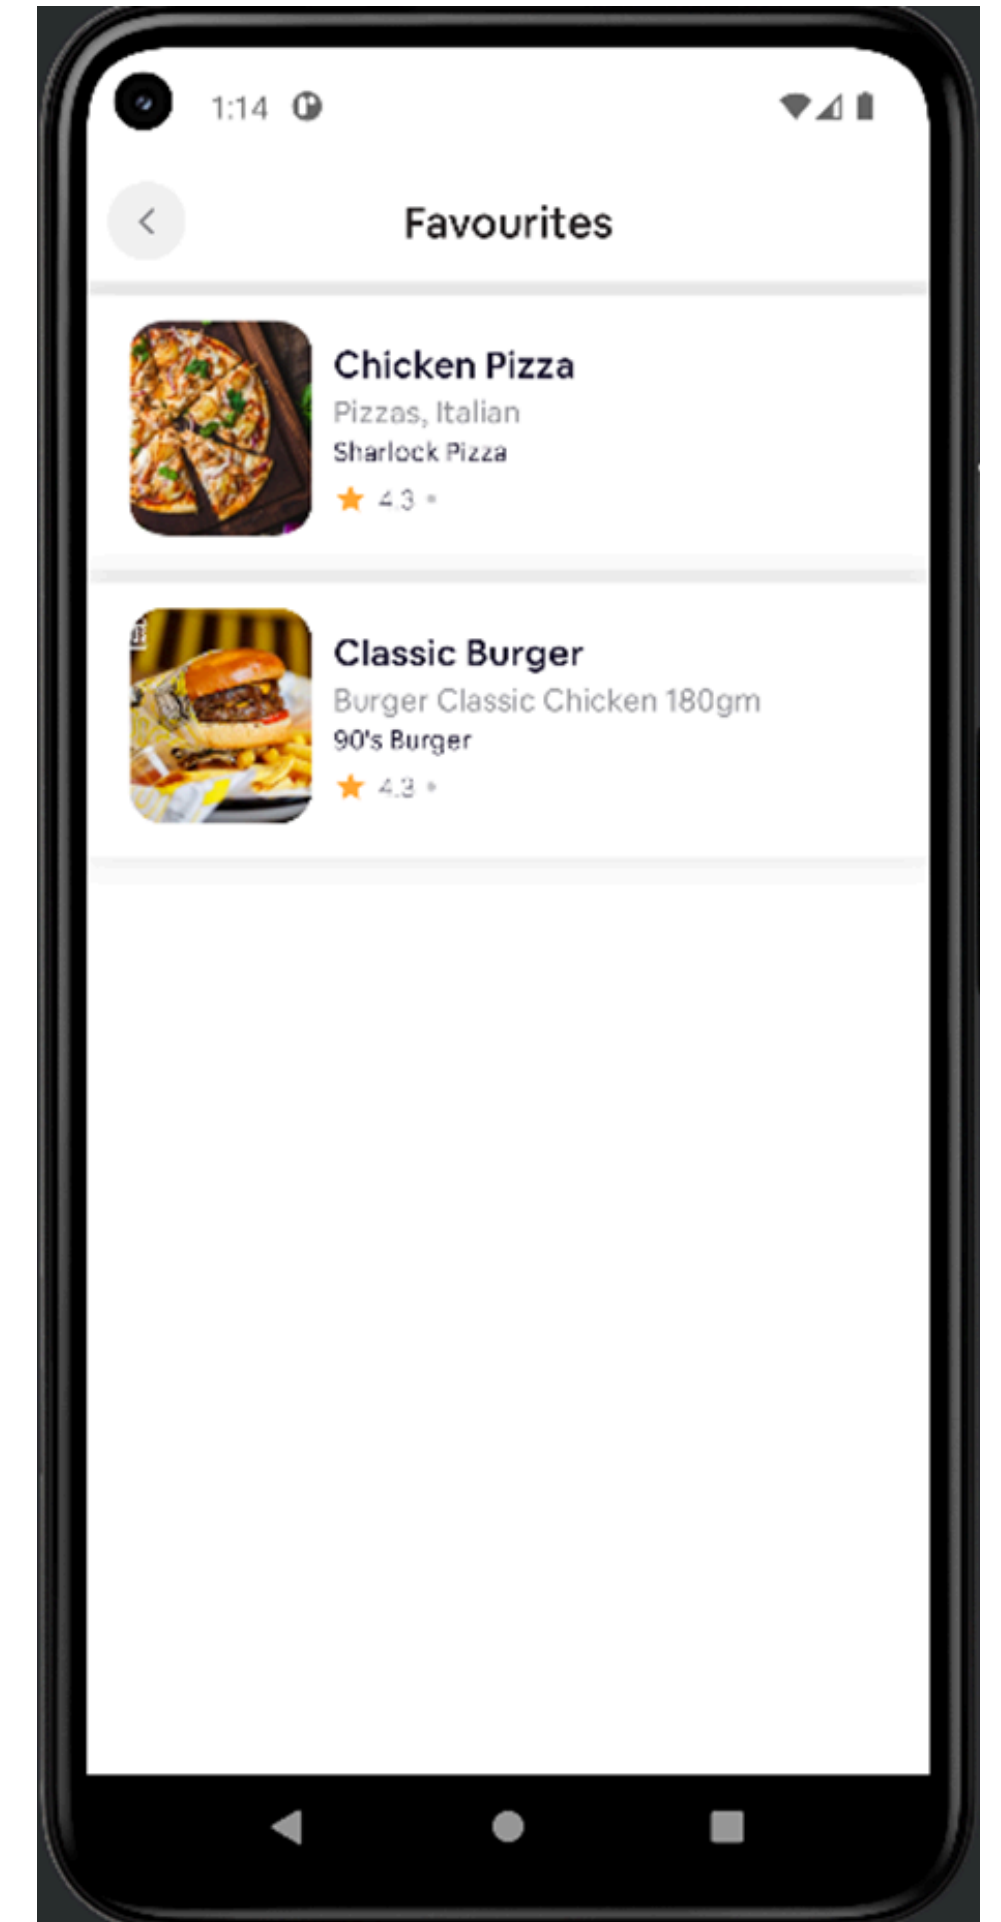 1:14
Favourites
Chicken Pizza
Pizzas, Italian
Sharlock Pizza
4.3
Classic Burger
Burger Classic Chicken 180gm
90's Burger
4.3